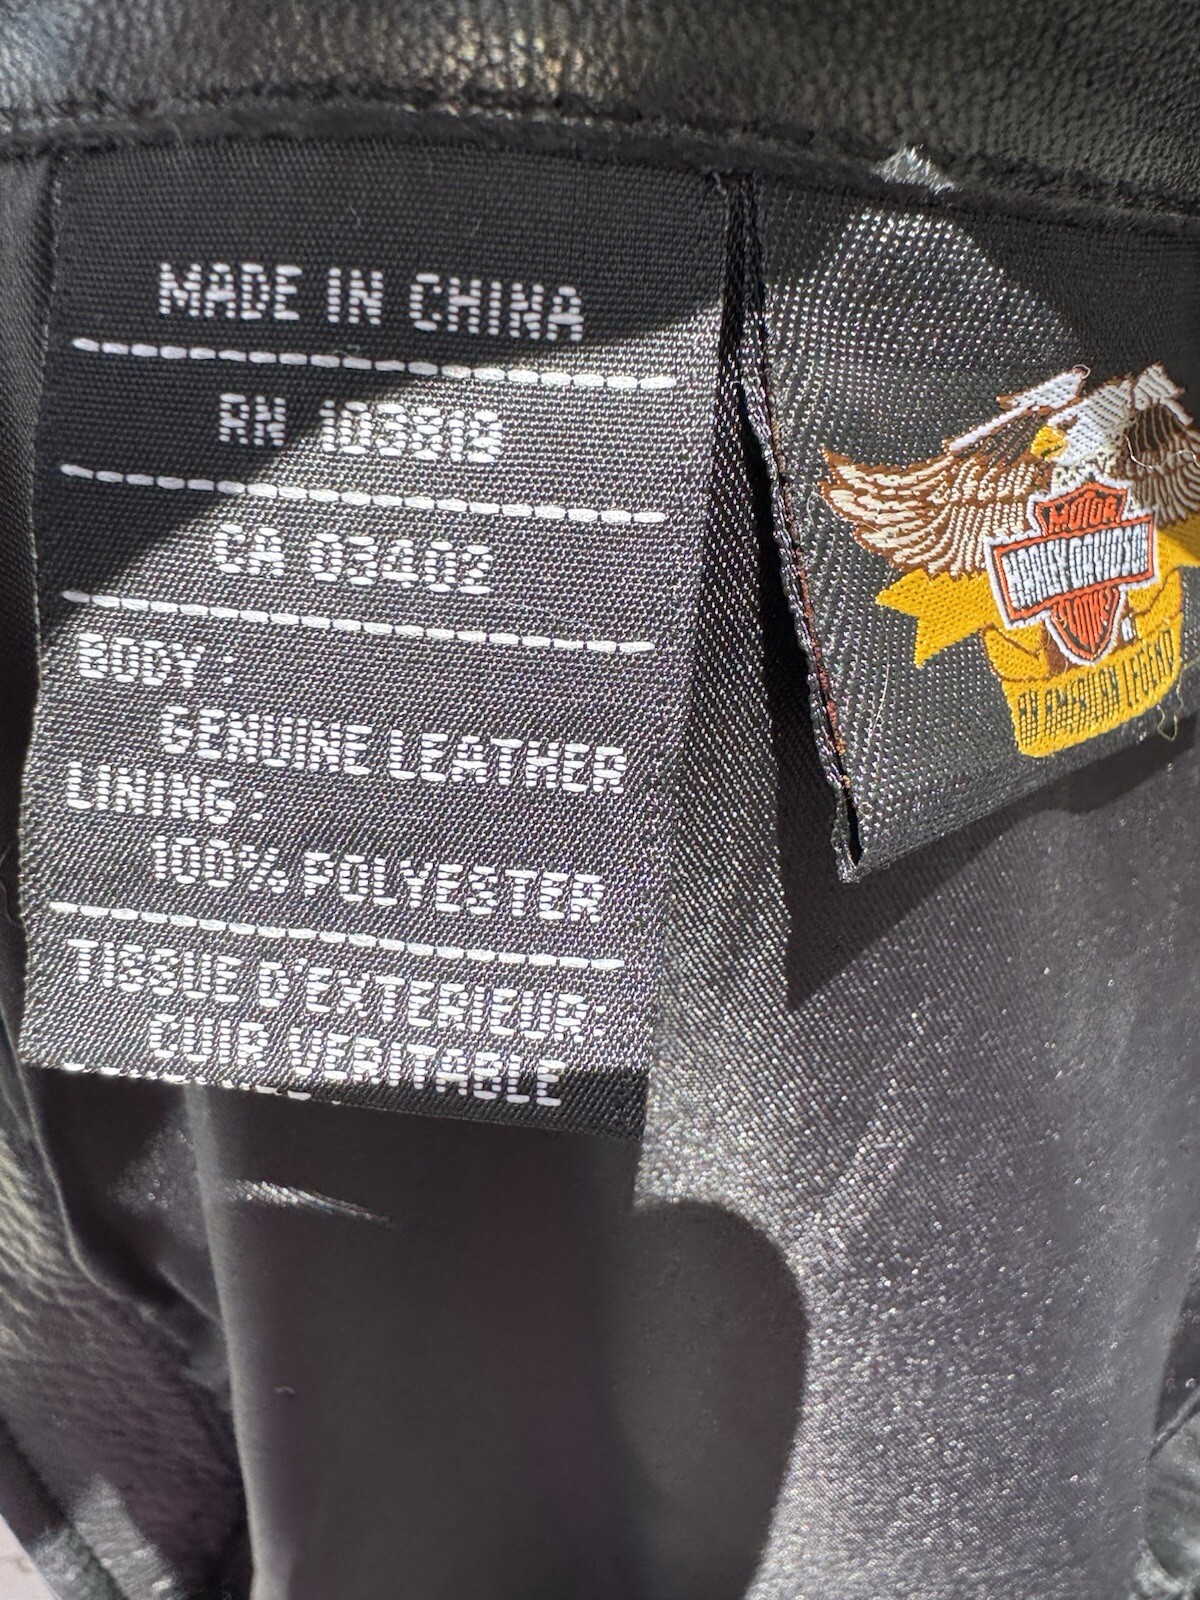 MADE IN CHINA
RN 103819
CA 03402
BODY:
GENUINE LEATHER
LINING:
100% POLYESTER
TISSUE D'EXTERIEUR:
CUIR VERITABLE
MOTOR
HARLEY-DAVIDSON
AN AMERICAN LEGEND